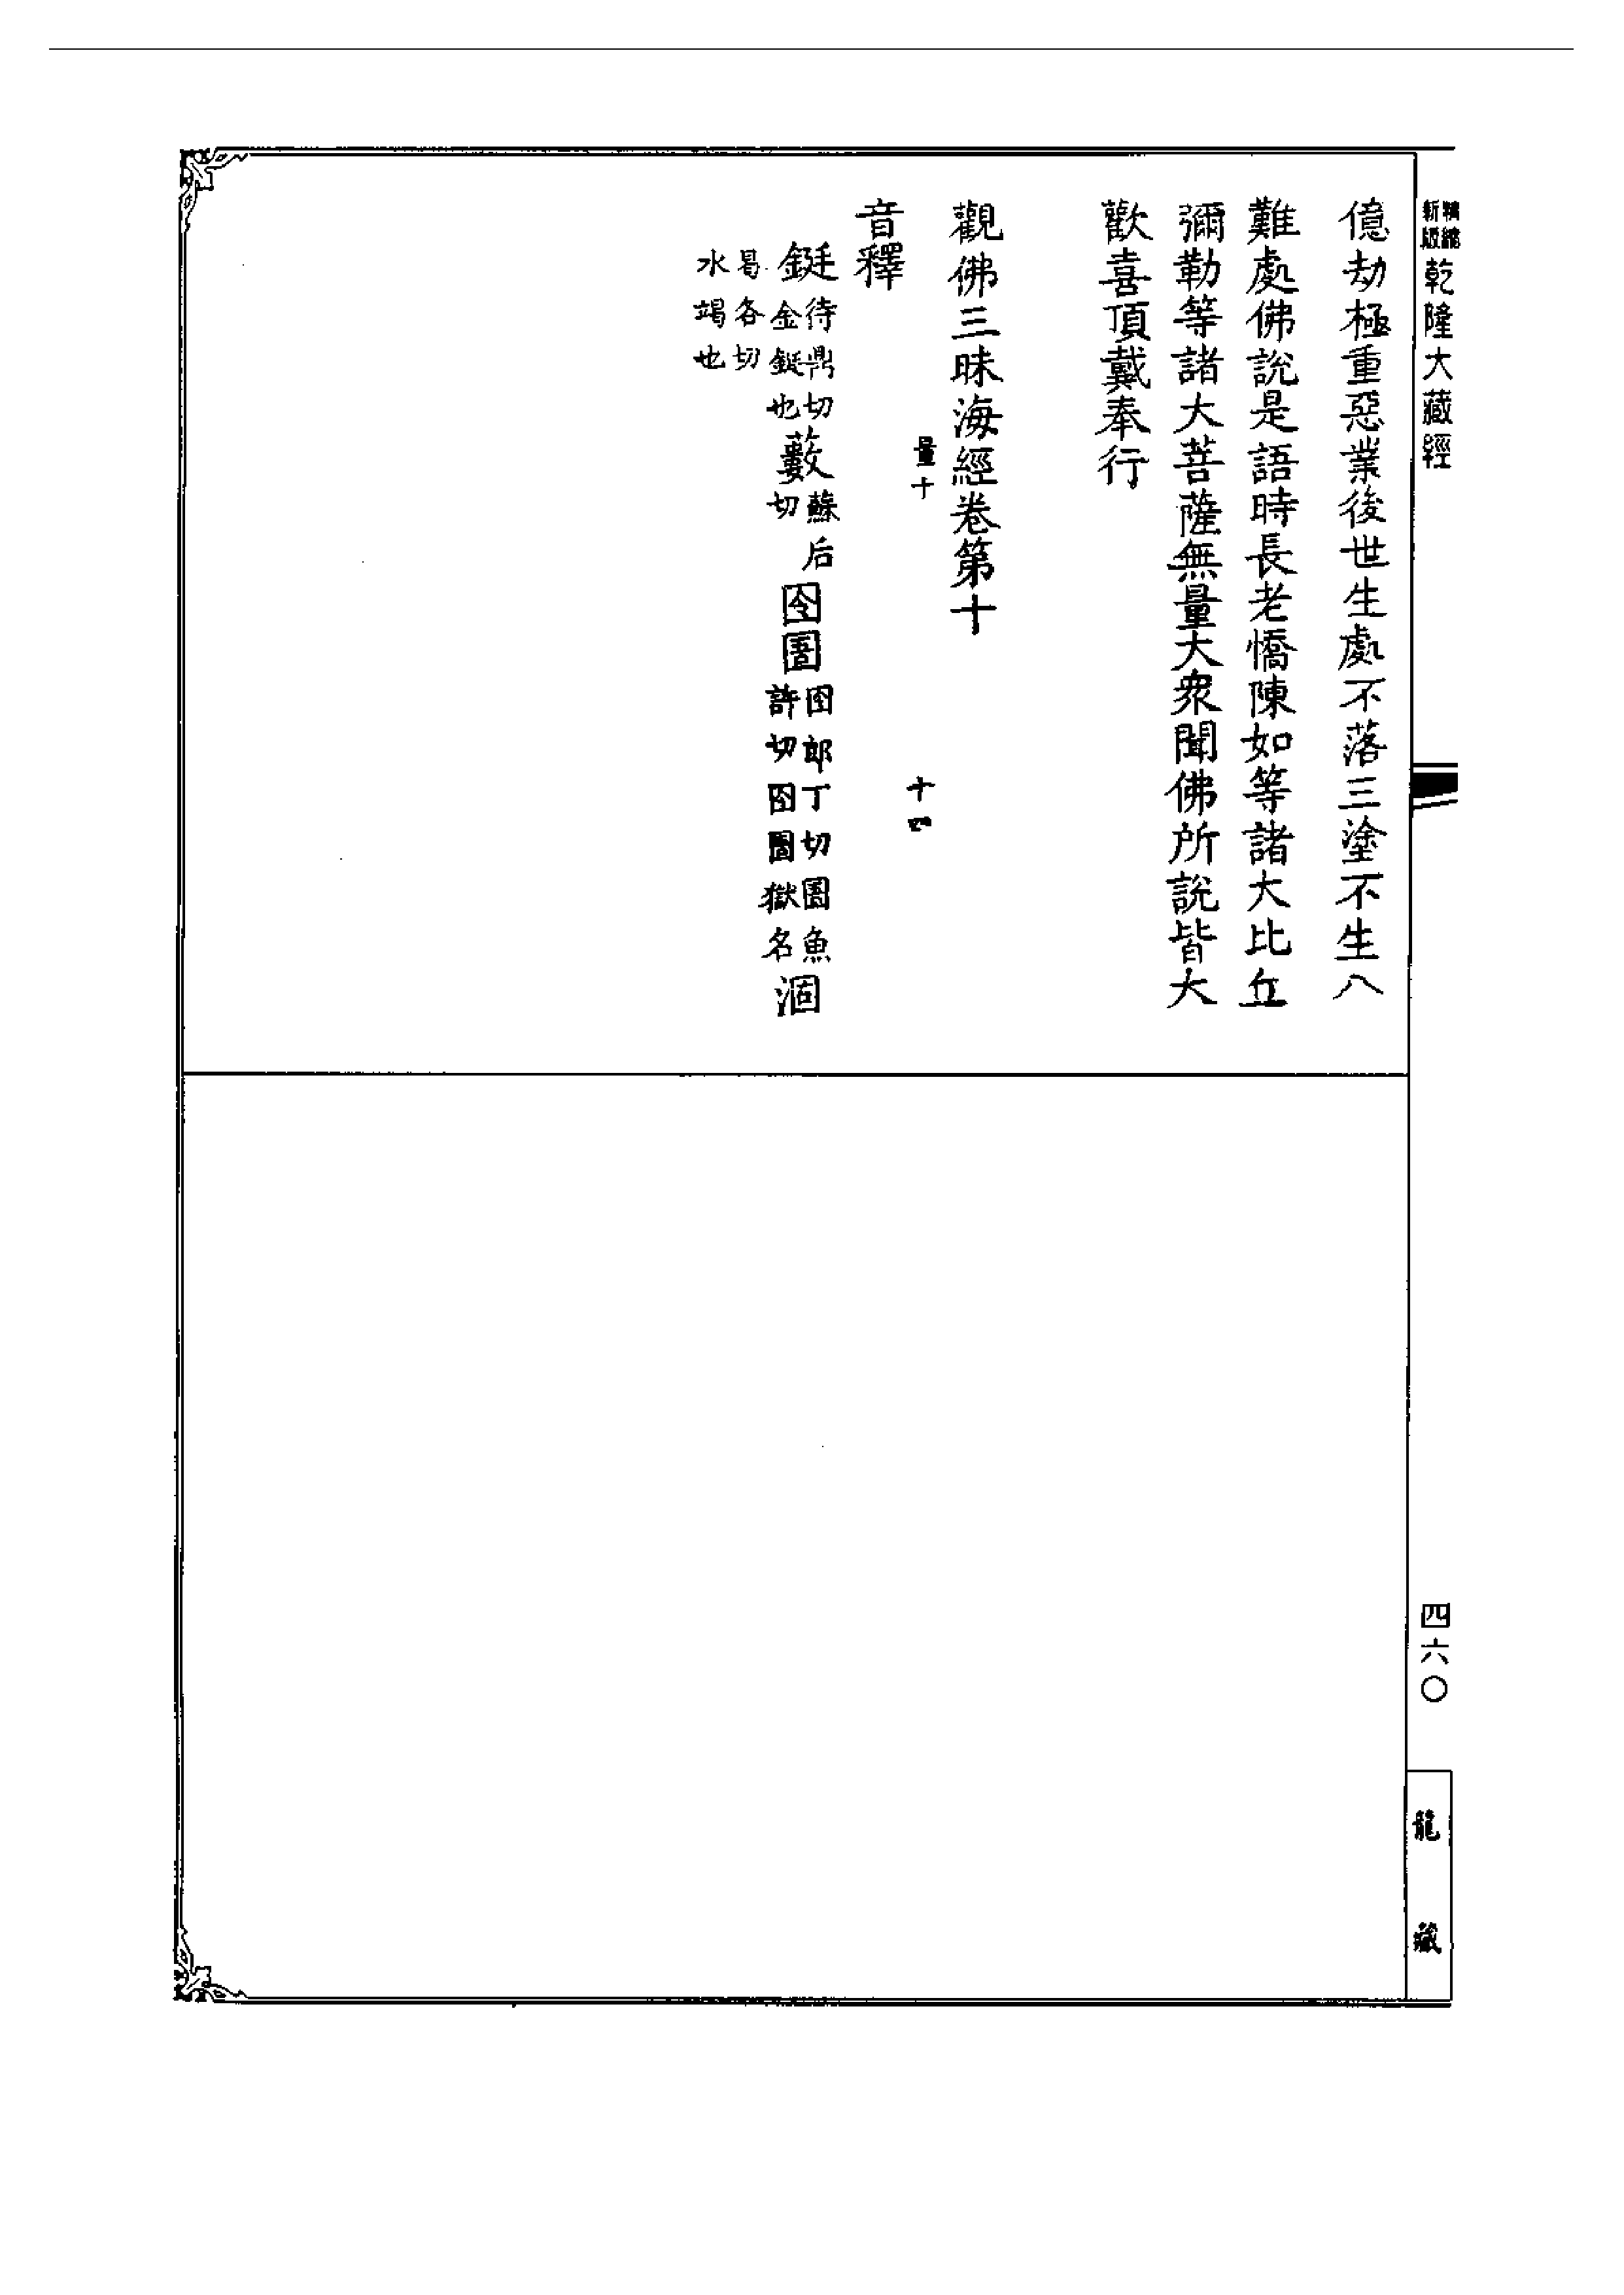 精縮新版乾隆大藏經
四六〇
龍藏
億劫極重惡業後世生處不落三塗不生八
難處佛說是語時長老憍陳如等諸大比丘
彌勒等諸大菩薩無量大衆聞佛所說皆大
歡喜頂戴奉行
觀佛三昧海經卷第十
量十 十四
音釋
鋌待鼎切金鋌也藪蘇后切囹圄囹郎丁切圄魚許切囹圄獄名涸
曷各切水竭也